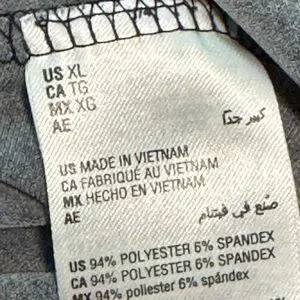 US XL
CA TG
MX XG
AE
كبير جدًا
US MADE IN VIETNAM
CA FABRIQUÉ AU VIETNAM
MX HECHO EN VIETNAM
AE
صُنع في فيتنام
US 94% POLYESTER 6% SPANDEX
CA 94% POLYESTER 6% SPANDEX
MX 94% poliester 6% spándex